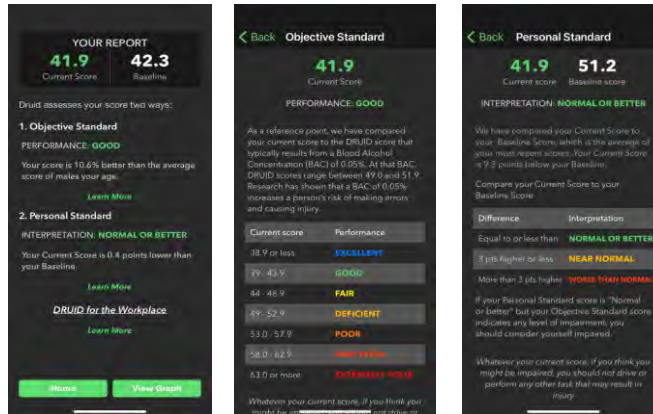 YOUR REPORT
41.9 42.3
Current Score Baseline
Druid assesses your score two ways:
1. Objective Standard
PERFORMANCE: GOOD
Your score is 10.6% better than the average
score of males your age.
Learn More
2. Personal Standard
INTERPRETATION: NORMAL OR BETTER
Your Current Score is 0.4 points lower than
your Baseline.
Learn More
DRUID for the Workplace
Learn More
Home View Graph
Back Objective Standard
41.9
Current Score
PERFORMANCE: GOOD
As a reference point, we have compared
your current score to the DRUID score that
typically results from a Blood Alcohol
Concentration (BAC) of 0.05%. At that BAC,
DRUID scores range between 49.0 and 51.9.
Research has shown that a BAC of 0.05%
increases a person's risk of making errors
and causing injury.
Current score Performance
38.9 or less EXCELLENT
39 - 43.9 GOOD
44 - 48.9 FAIR
49 - 52.9 DEFICIENT
53.0 - 57.9 POOR
58.0 - 62.9 VERY POOR
63.0 or more EXTREMELY POOR
Whatever your current score, if you think you
might be impaired, you should not drive or
Back Personal Standard
41.9 51.2
Current score Baseline score
INTERPRETATION: NORMAL OR BETTER
We have compared your Current Score to
your Baseline Score, which is the average of
your most recent scores. Your Current Score
is 9.3 points below your Baseline.
Compare your Current Score to your
Baseline Score
Difference Interpretation
Equal to or less than NORMAL OR BETTER
3 pts higher or less NEAR NORMAL
More than 3 pts higher WORSE THAN NORMAL
If your Personal Standard score is "Normal
or better" but your Objective Standard score
indicates any level of impairment, you
should consider yourself impaired.
Whatever your current score, if you think you
might be impaired, you should not drive or
perform any other task that may result in
injury.